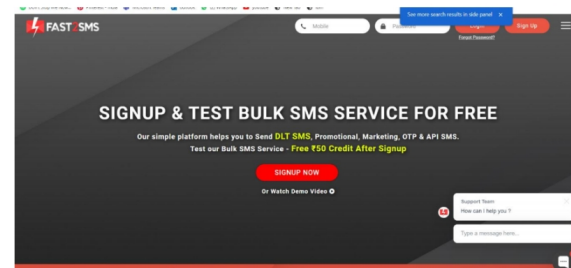 FAST2SMS
Mobile
See more search results in side panel ×
Sign Up
Forgot Password?
SIGNUP & TEST BULK SMS SERVICE FOR FREE
Our simple platform helps you to Send DLT SMS, Promotional, Marketing, OTP & API SMS.
Test our Bulk SMS Service - Free ₹50 Credit After Signup
SIGNUP NOW
Or Watch Demo Video
Support Team
How can I help you ?
Type a message here...